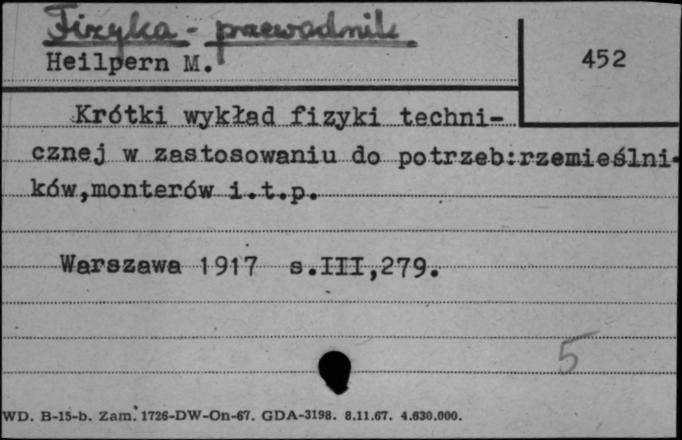 Fizyka - przewodnik
Heilpern M.
452
Krótki wykład fizyki techni-
cznej w zastosowaniu do potrzeb:rzemieślni-
ków,monterów i.t.p.
Warszawa 1917 s.III,279.
5
WD. B-15-b. Zam. 1726-DW-On-67. GDA-3198. 8.11.67. 4.630.000.